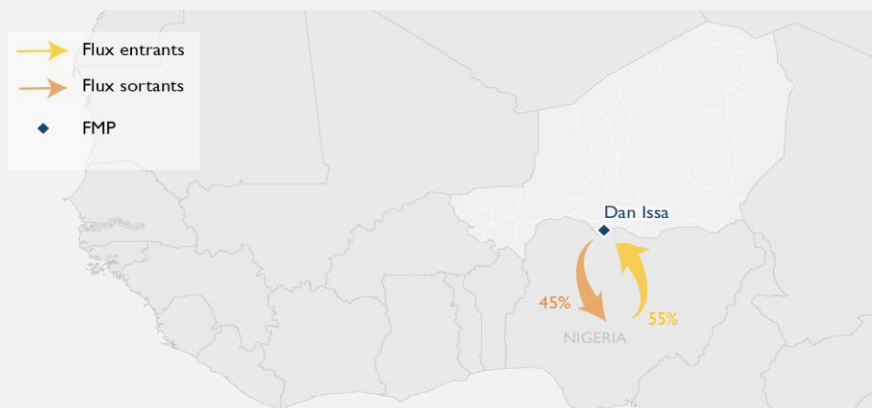 Flux entrants
Flux sortants
FMP
Dan Issa
45%
55%
NIGERIA